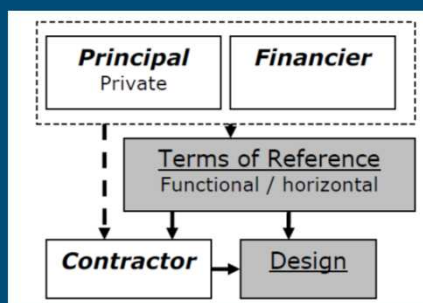 Principal
Private
Financier
Terms of Reference
Functional / horizontal
Contractor
Design